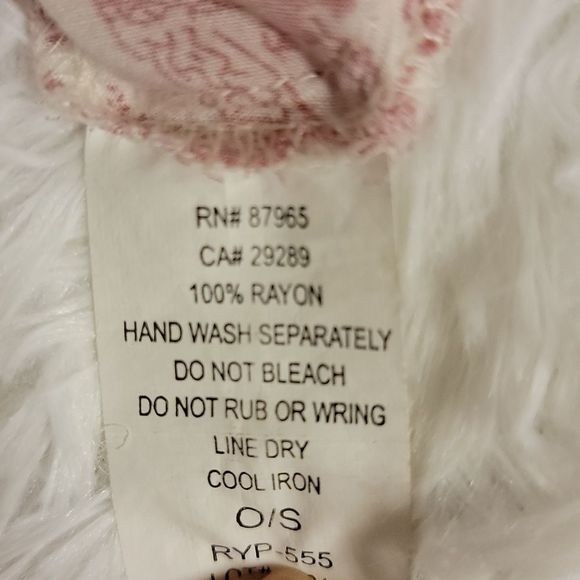 RN# 87965
CA# 29289
100% RAYON
HAND WASH SEPARATELY
DO NOT BLEACH
DO NOT RUB OR WRING
LINE DRY
COOL IRON
O/S
RYP-555
LOT#